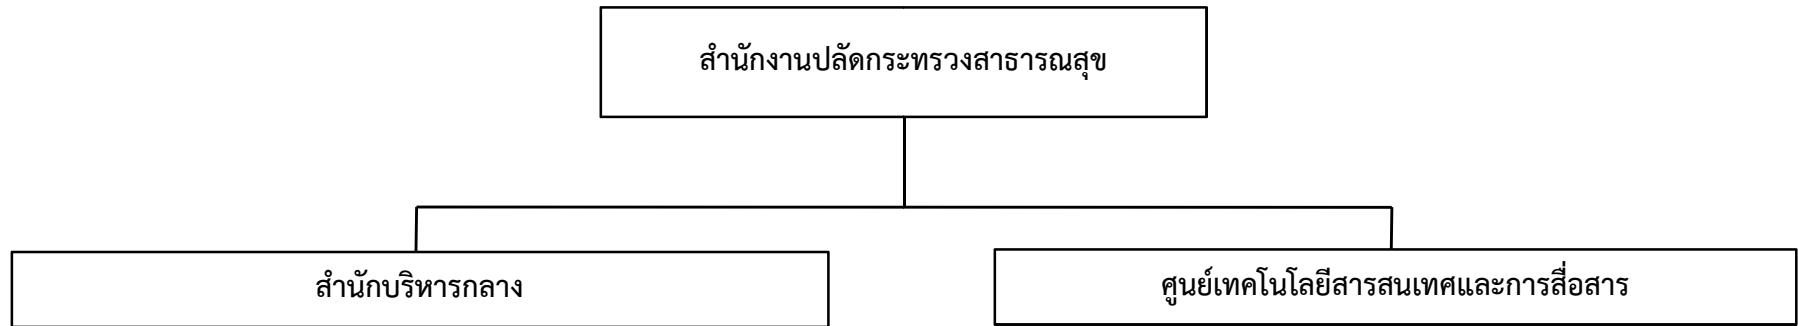 สำนักงานปลัดกระทรวงสาธารณสุข
สำนักบริหารกลาง
ศูนย์เทคโนโลยีสารสนเทศและการสื่อสาร